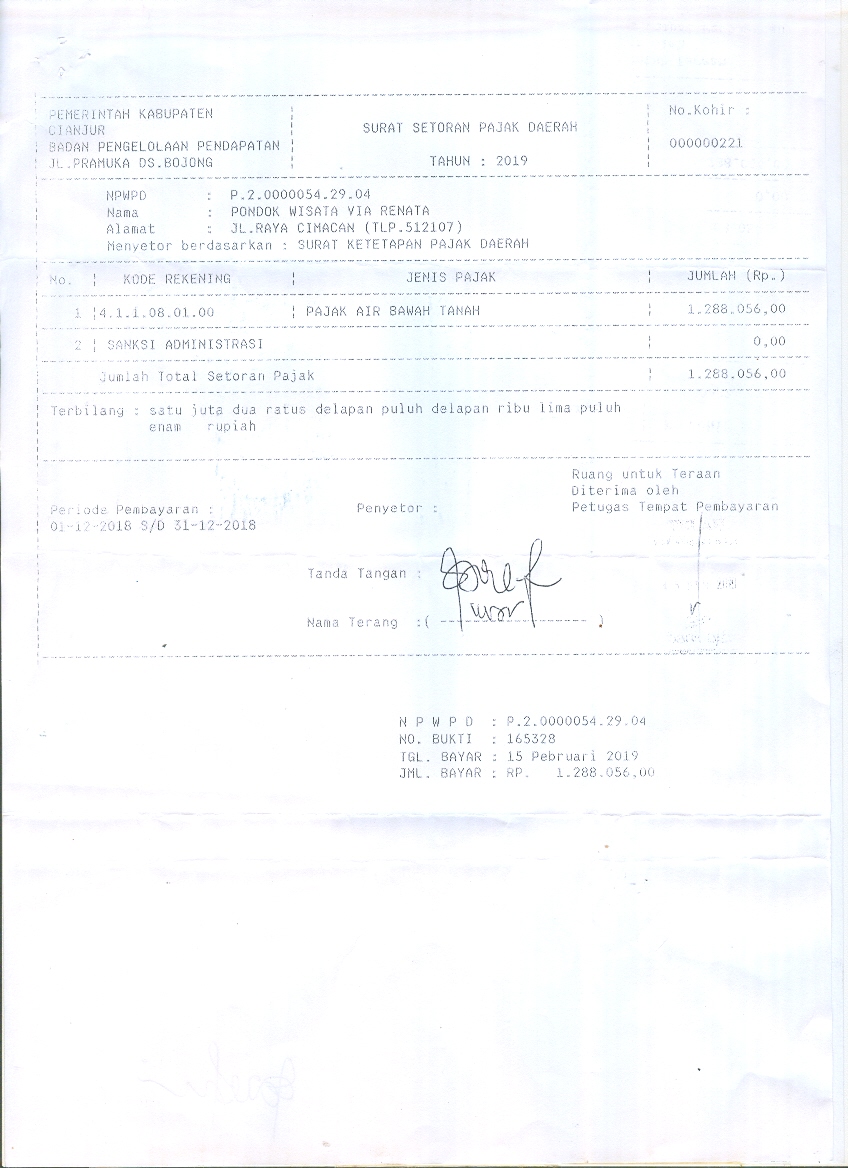 PEMERINTAH KABUPATEN
CIANJUR
BADAN PENGELOLAAN PENDAPATAN
JL.PRAMUKA DS.BOJONG
SURAT SETORAN PAJAK DAERAH
TAHUN : 2019
No.Kohir :
000000221
NPWPD : P.2.0000054.29.04
Nama : PONDOK WISATA VIA RENATA
Alamat : JL.RAYA CIMACAN (TLP.512107)
Menyetor berdasarkan : SURAT KETETAPAN PAJAK DAERAH
No. KODE REKENING JENIS PAJAK JUMLAH (Rp.)
1 4.1.1.08.01.00 PAJAK AIR BAWAH TANAH 1.288.056,00
2 SANKSI ADMINISTRASI 0,00
Jumlah Total Setoran Pajak 1.288.056,00
Terbilang : satu juta dua ratus delapan puluh delapan ribu lima puluh
enam rupiah
Ruang untuk Teraan
Diterima oleh
Petugas Tempat Pembayaran
Perioda Pembayaran :
01-12-2018 S/D 31-12-2018
Penyetor :
Tanda Tangan :
Nama Terang :( )
N P W P D : P.2.0000054.29.04
NO. BUKTI : 165328
TGL. BAYAR : 15 Pebruari 2019
JML. BAYAR : RP. 1.288.056,00